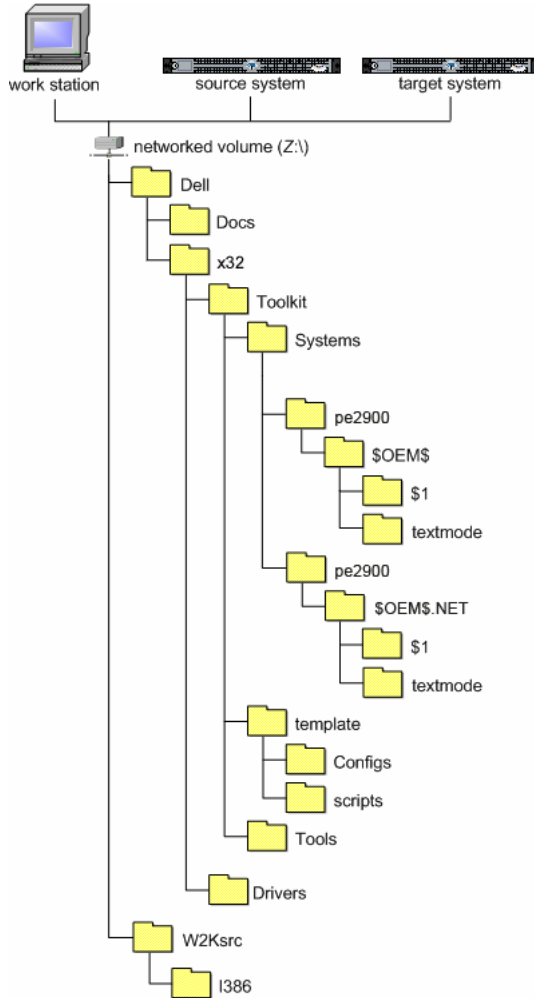 work station
source system
target system
networked volume (Z:\)
Dell
Docs
x32
Toolkit
Systems
pe2900
$OEM$
$1
textmode
pe2900
$OEM$.NET
$1
textmode
template
Configs
scripts
Tools
Drivers
W2Ksrc
I386